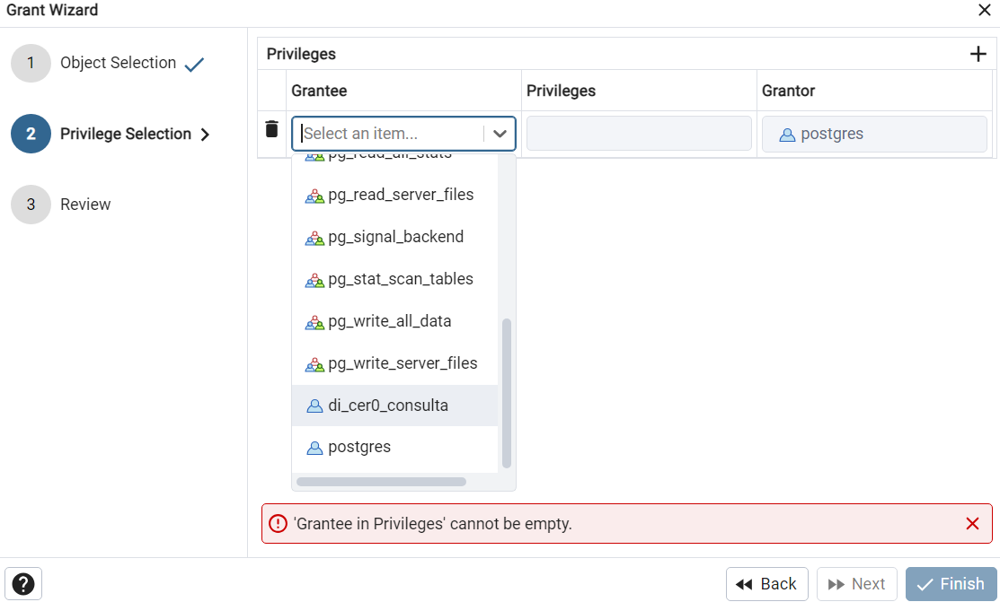 Grant Wizard
1 Object Selection
2 Privilege Selection
3 Review
Privileges
Grantee Privileges Grantor
Select an item... postgres
pg_read_all_stats
pg_read_server_files
pg_signal_backend
pg_stat_scan_tables
pg_write_all_data
pg_write_server_files
di_cer0_consulta
postgres
'Grantee in Privileges' cannot be empty.
? Back Next Finish